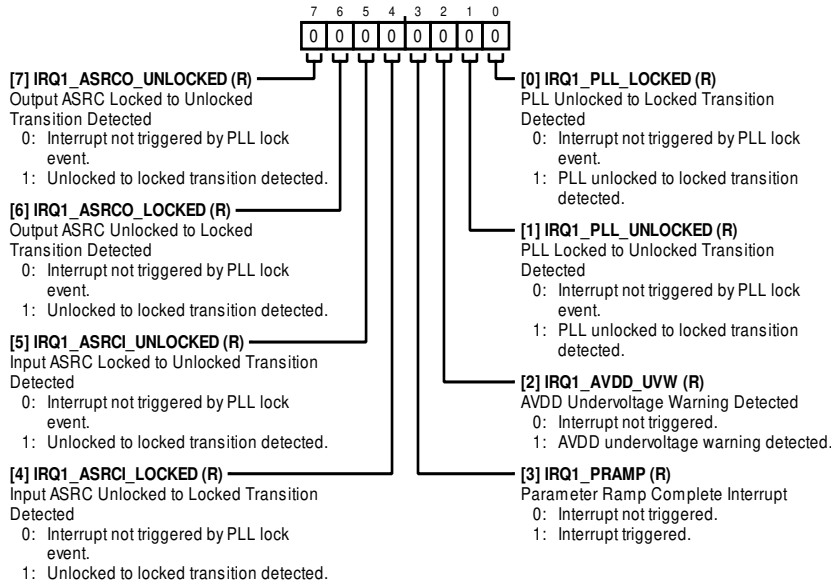 7 6 5 4 3 2 1 0
0 0 0 0 0 0 0 0
[7] IRQ1_ASRCO_UNLOCKED (R)
Output ASRC Locked to Unlocked
Transition Detected
0: Interrupt not triggered by PLL lock
event.
1: Unlocked to locked transition detected.
[6] IRQ1_ASRCO_LOCKED (R)
Output ASRC Unlocked to Locked
Transition Detected
0: Interrupt not triggered by PLL lock
event.
1: Unlocked to locked transition detected.
[5] IRQ1_ASRCI_UNLOCKED (R)
Input ASRC Locked to Unlocked Transition
Detected
0: Interrupt not triggered by PLL lock
event.
1: Unlocked to locked transition detected.
[4] IRQ1_ASRCI_LOCKED (R)
Input ASRC Unlocked to Locked Transition
Detected
0: Interrupt not triggered by PLL lock
event.
1: Unlocked to locked transition detected.
[0] IRQ1_PLL_LOCKED (R)
PLL Unlocked to Locked Transition
Detected
0: Interrupt not triggered by PLL lock
event.
1: PLL unlocked to locked transition
detected.
[1] IRQ1_PLL_UNLOCKED (R)
PLL Locked to Unlocked Transition
Detected
0: Interrupt not triggered by PLL lock
event.
1: PLL unlocked to locked transition
detected.
[2] IRQ1_AVDD_UVW (R)
AVDD Undervoltage Warning Detected
0: Interrupt not triggered.
1: AVDD undervoltage warning detected.
[3] IRQ1_PRAMP (R)
Parameter Ramp Complete Interrupt
0: Interrupt not triggered.
1: Interrupt triggered.